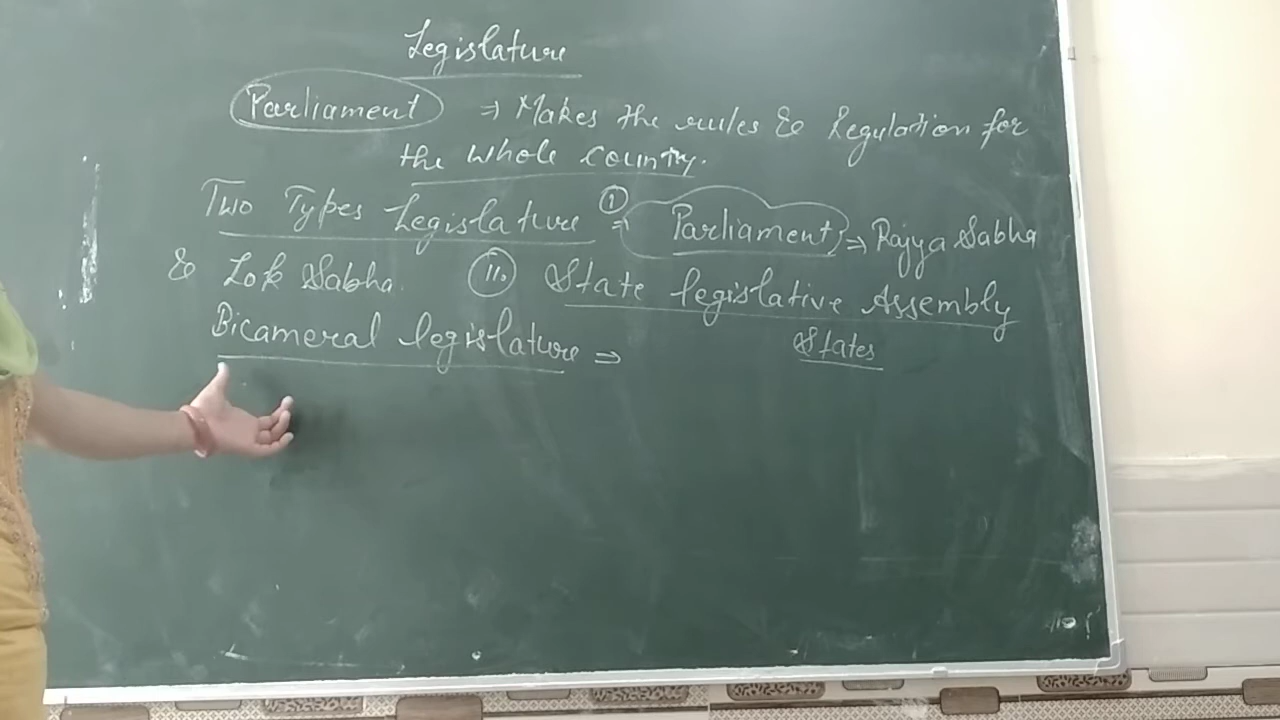 Legislature
Parliament ⇒ Makes the rules & Regulation for
the whole country.
Two Types Legislature ⇒ ① Parliament ⇒ Rajya Sabha
& Lok Sabha. (ii.) State legislative Assembly
States
Bicameral legislature ⇒